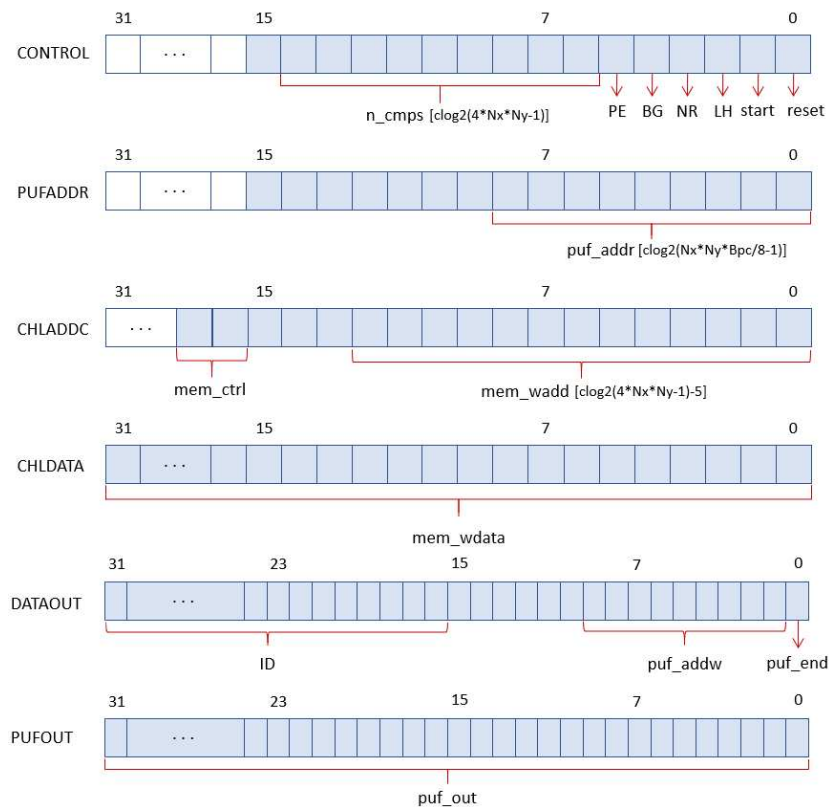 31 15 7 0
CONTROL ...
n_cmps [clog2(4*Nx*Ny-1)] PE BG NR LH start reset
31 15 7 0
PUFADDR ...
puf_addr [clog2(Nx*Ny*Bpc/8-1)]
31 15 7 0
CHLADDC ...
mem_ctrl mem_wadd [clog2(4*Nx*Ny-1)-5]
31 15 7 0
CHLDATA ...
mem_wdata
31 23 15 7 0
DATAOUT ...
ID puf_addw puf_end
31 23 15 7 0
PUFOUT ...
puf_out